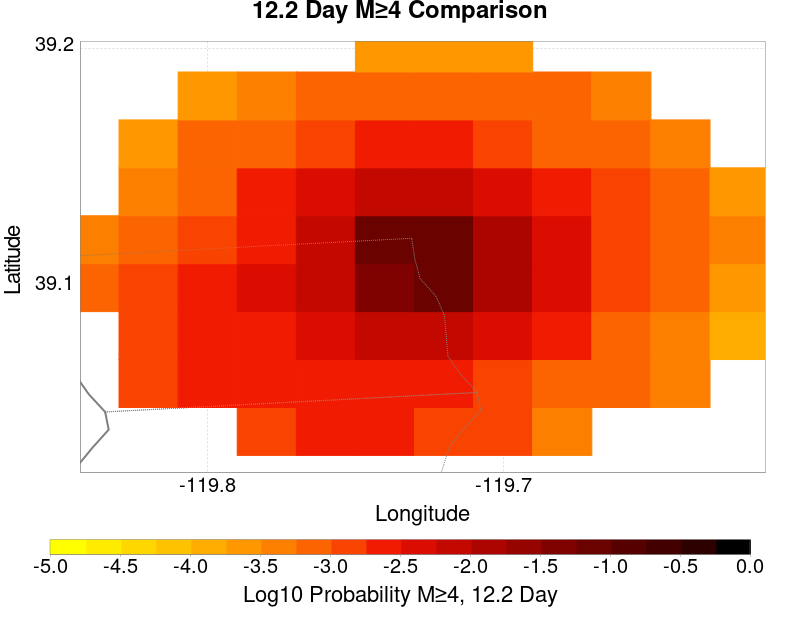 12.2 Day M≥4 Comparison
39.2
39.1
Latitude
-119.8 -119.7
Longitude
-5.0 -4.5 -4.0 -3.5 -3.0 -2.5 -2.0 -1.5 -1.0 -0.5 0.0
Log10 Probability M≥4, 12.2 Day